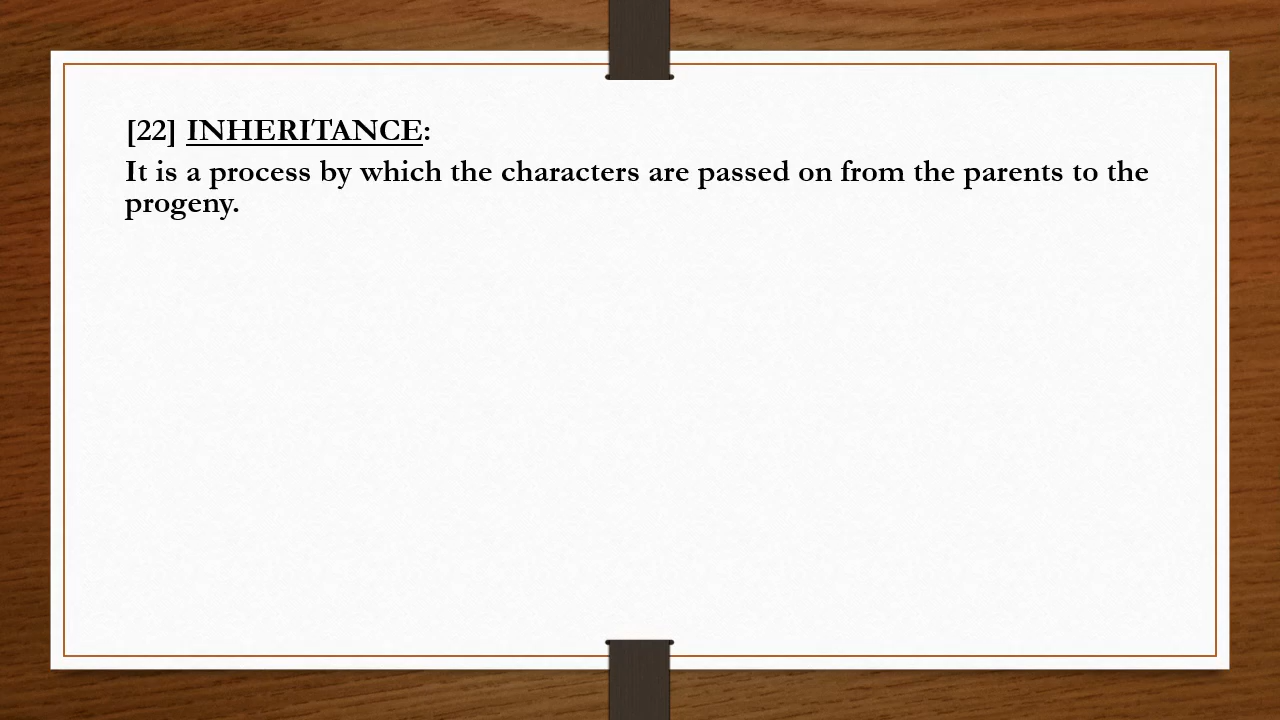 [22] INHERITANCE:
It is a process by which the characters are passed on from the parents to the
progeny.